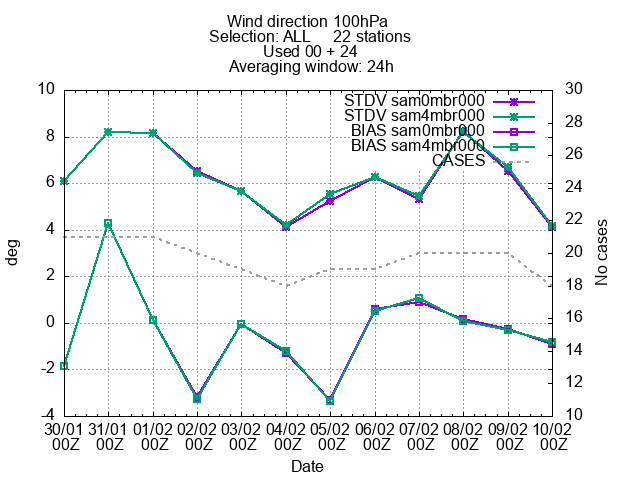 Wind direction 100hPa
Selection: ALL     22 stations
Used 00 + 24
Averaging window: 24h
STDV sam0mbr000
STDV sam4mbr000
BIAS sam0mbr000
BIAS sam4mbr000
CASES
10
8
6
4
2
0
-2
-4
deg
30
28
26
24
22
20
18
16
14
12
10
No cases
30/01 31/01 01/02 02/02 03/02 04/02 05/02 06/02 07/02 08/02 09/02 10/02
00Z 00Z 00Z 00Z 00Z 00Z 00Z 00Z 00Z 00Z 00Z 00Z
Date